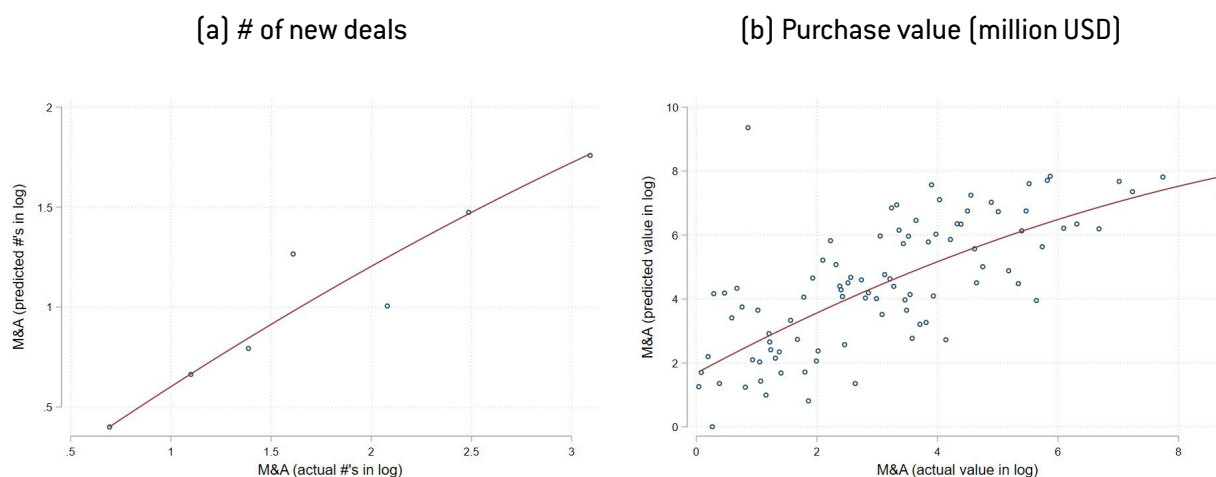 (a) # of new deals
(b) Purchase value (million USD)
2
1.5
1
.5
M&A (predicted #'s in log)
.5 1 1.5 2 2.5 3
M&A (actual #'s in log)
10
8
6
4
2
0
M&A (predicted value in log)
0 2 4 6 8
M&A (actual value in log)